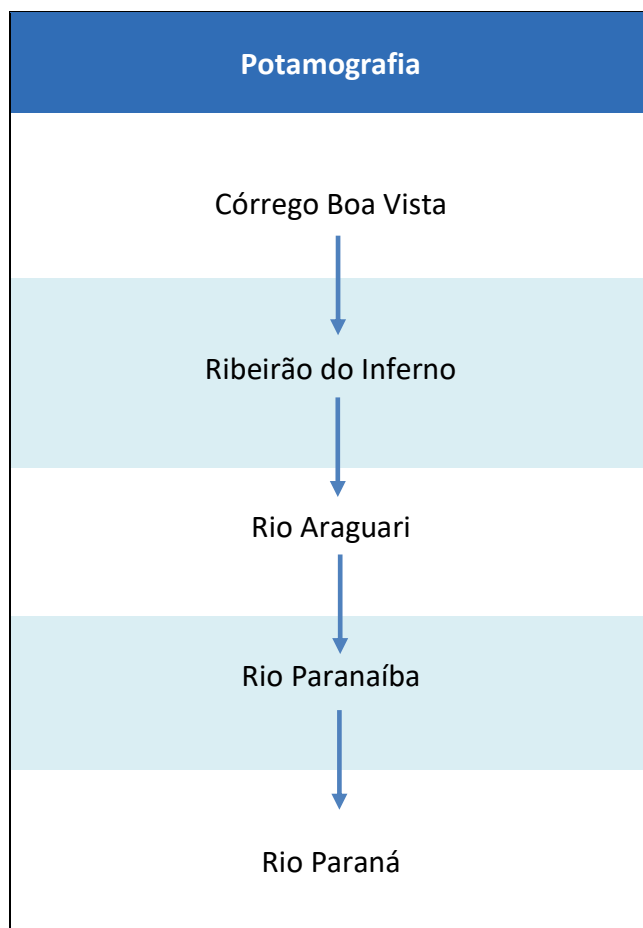 Potamografia
Córrego Boa Vista
Ribeirão do Inferno
Rio Araguari
Rio Paranaíba
Rio Paraná